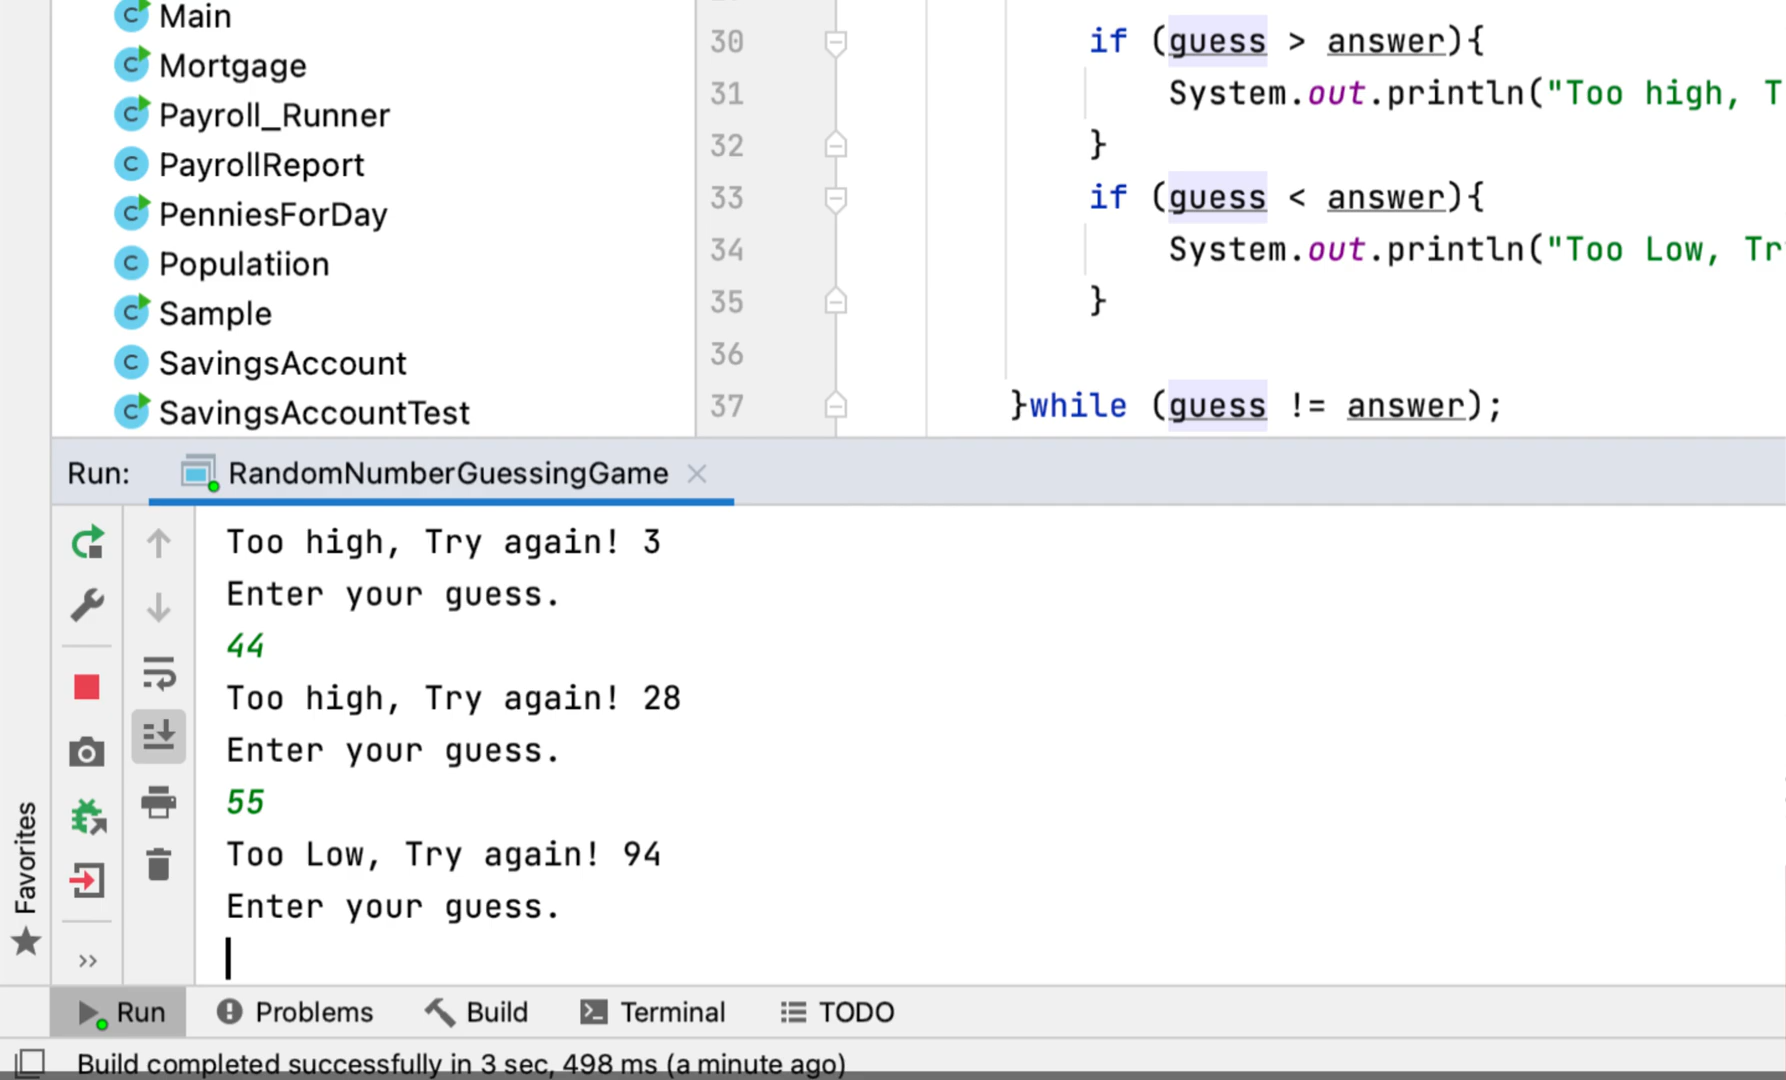 Main
Mortgage
Payroll_Runner
PayrollReport
PenniesForDay
Populatiion
Sample
SavingsAccount
SavingsAccountTest
30 if (guess > answer){
31 System.out.println("Too high, T
32 }
33 if (guess < answer){
34 System.out.println("Too Low, Tr
35 }
36
37 }while (guess != answer);
Run: RandomNumberGuessingGame
Too high, Try again! 3
Enter your guess.
44
Too high, Try again! 28
Enter your guess.
55
Too Low, Try again! 94
Enter your guess.
Favorites
Run Problems Build Terminal TODO
Build completed successfully in 3 sec, 498 ms (a minute ago)